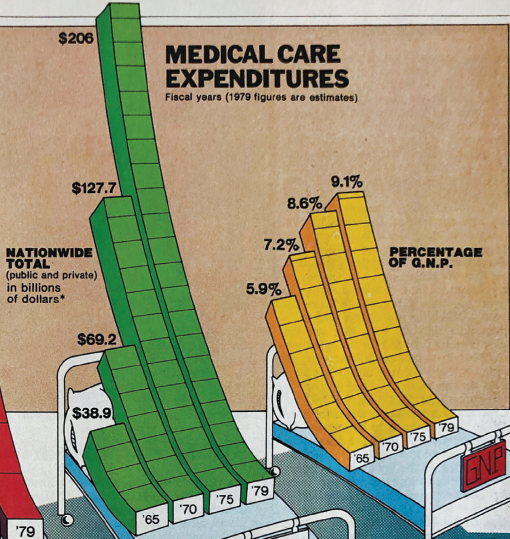 $206
MEDICAL CARE
EXPENDITURES
Fiscal years (1979 figures are estimates)
$127.7
9.1%
8.6%
7.2%
5.9%
NATIONWIDE
TOTAL
(public and private)
in billions
of dollars*
PERCENTAGE
OF G.N.P.
$69.2
$38.9
'65
'70
'75
'79
'65
'70
'75
'79
GNP
'79